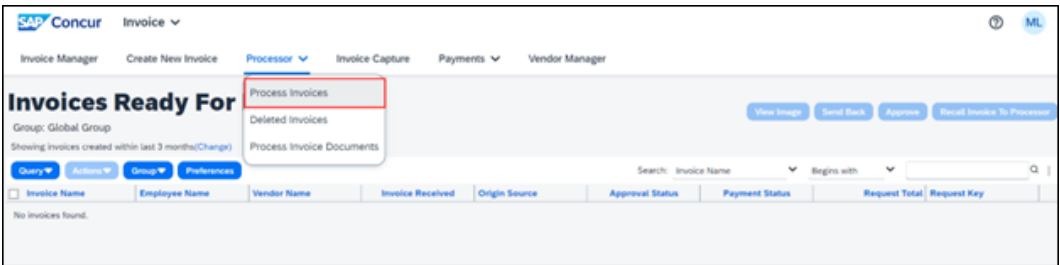 SAP Concur Invoice ML
Invoice Manager Create New Invoice Processor Invoice Capture Payments Vendor Manager
Process Invoices
Invoices Ready For
View Image Send Back Approve Recall Invoice To Processor
Deleted Invoices
Group: Global Group
Process Invoice Documents
Showing invoices created within last 3 months(Change)
Query Actions Group Preferences Search: Invoice Name Begins with
Invoice Name Employee Name Vendor Name Invoice Received Origin Source Approval Status Payment Status Request Total Request Key
No invoices found.